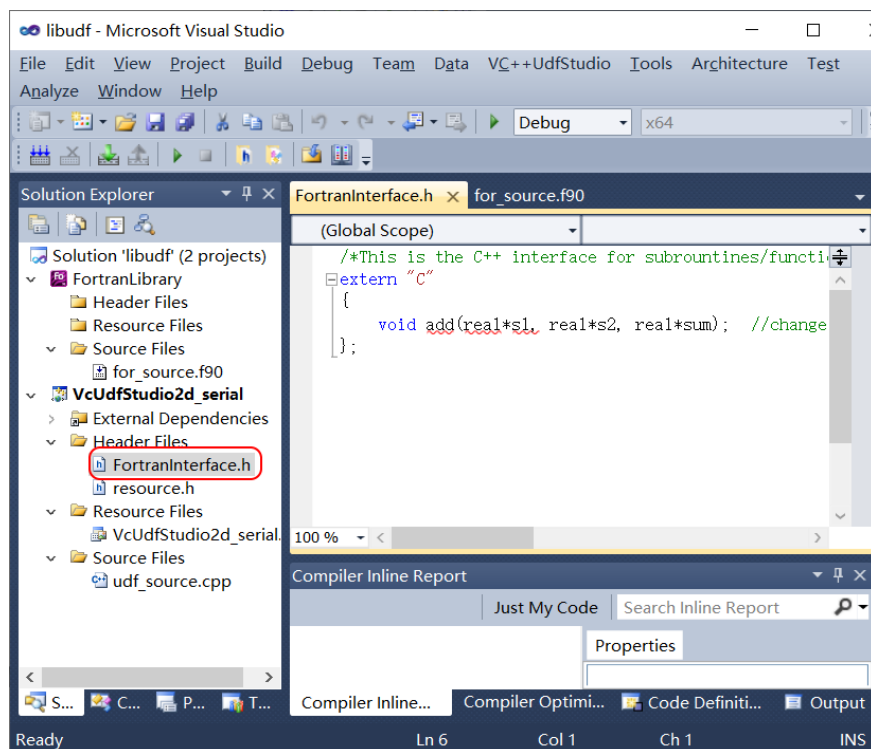 libudf - Microsoft Visual Studio
File Edit View Project Build Debug Team Data VC++UdfStudio Tools Architecture Test
Analyze Window Help
Debug x64
Solution Explorer
Solution 'libudf' (2 projects)
FortranLibrary
Header Files
Resource Files
Source Files
for_source.f90
VcUdfStudio2d_serial
External Dependencies
Header Files
FortranInterface.h
resource.h
Resource Files
VcUdfStudio2d_serial.
Source Files
udf_source.cpp
S... C... P... T...
FortranInterface.h for_source.f90
(Global Scope)
/*This is the C++ interface for subrountines/functi
extern "C"
{
void add(real*s1, real*s2, real*sum); //change
};
100 %
Compiler Inline Report
Just My Code Search Inline Report
Properties
Compiler Inline... Compiler Optimi... Code Definiti... Output
Ready Ln 6 Col 1 Ch 1 INS